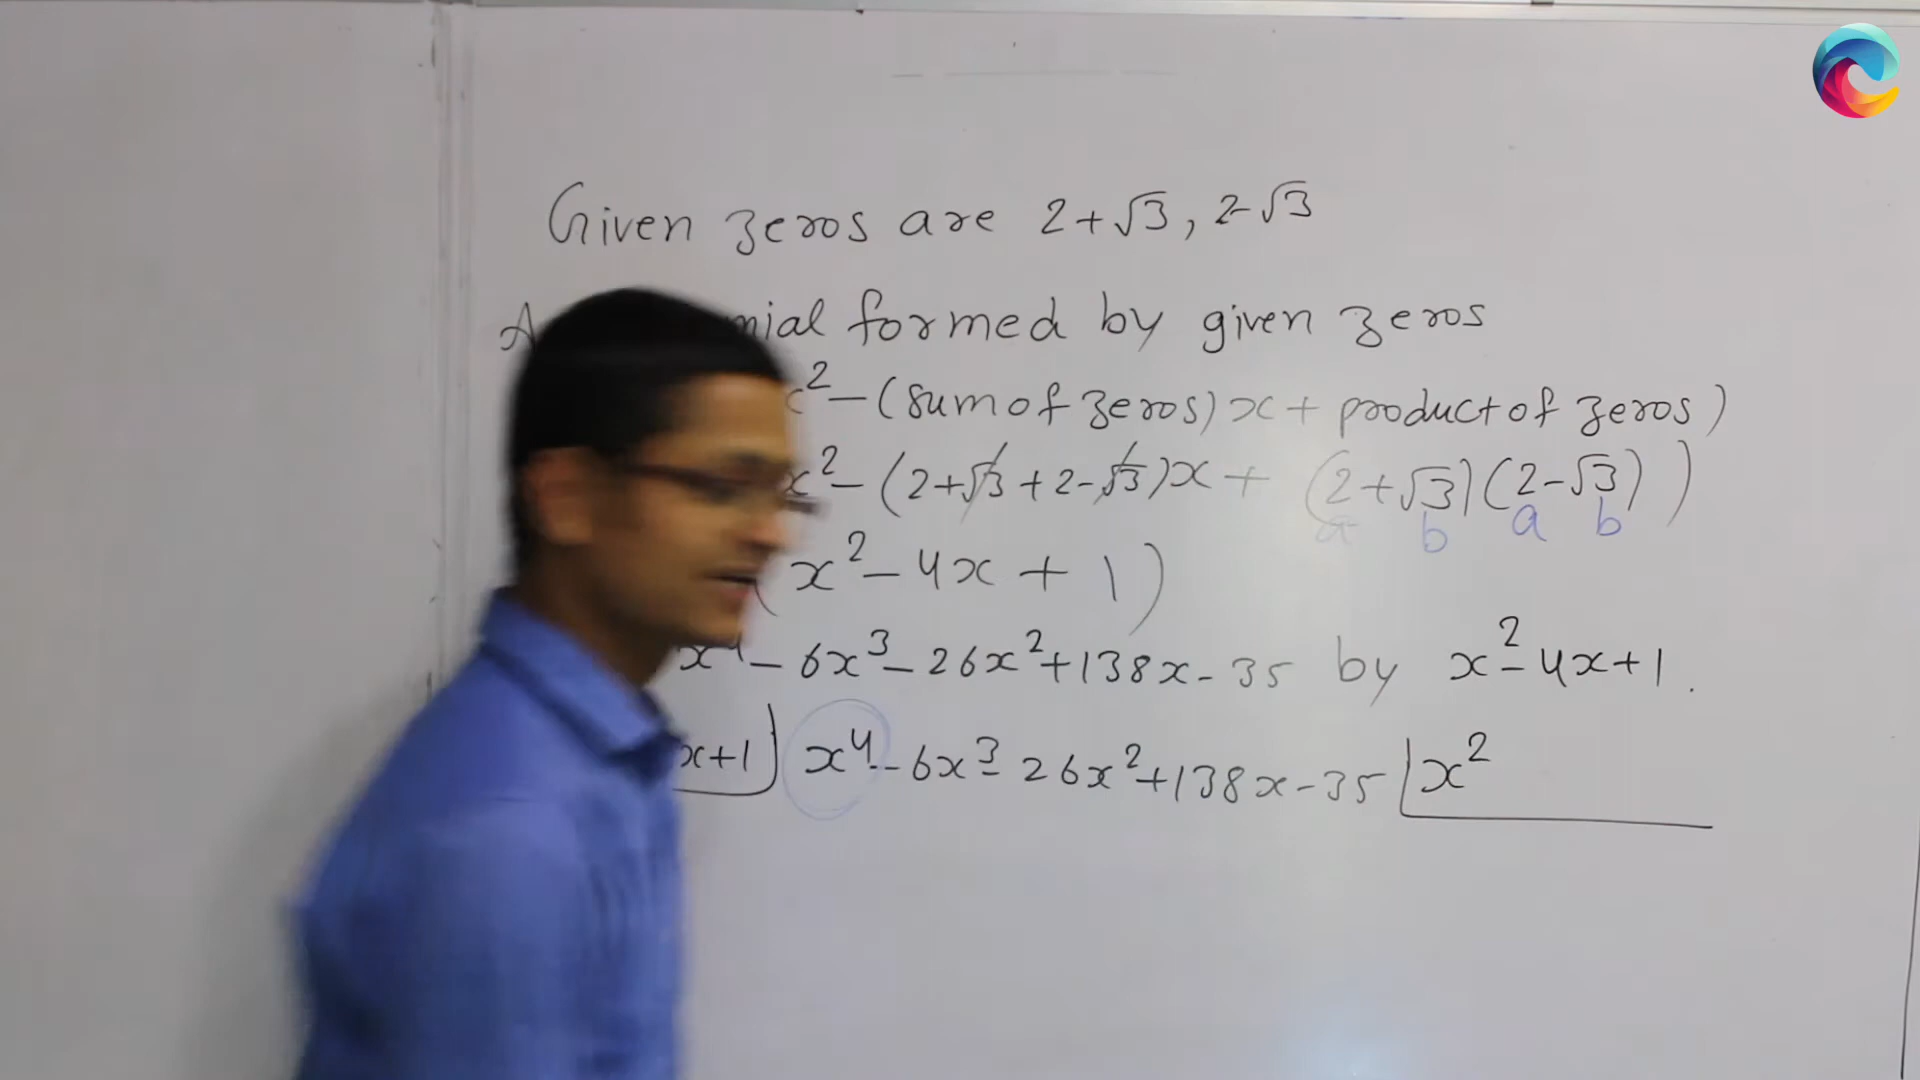 Given zeros are 2+√3, 2-√3
formed by given zeros
x² - (sum of zeros) x + product of zeros)
x² - (2+√3 + 2-√3)x + (2+√3)(2-√3))
a b a b
(x² - 4x + 1)
x⁴ - 6x³ - 26x² + 138x - 35 by x² - 4x + 1.
x+1) x⁴ - 6x³ - 26x² + 138x - 35 | x²